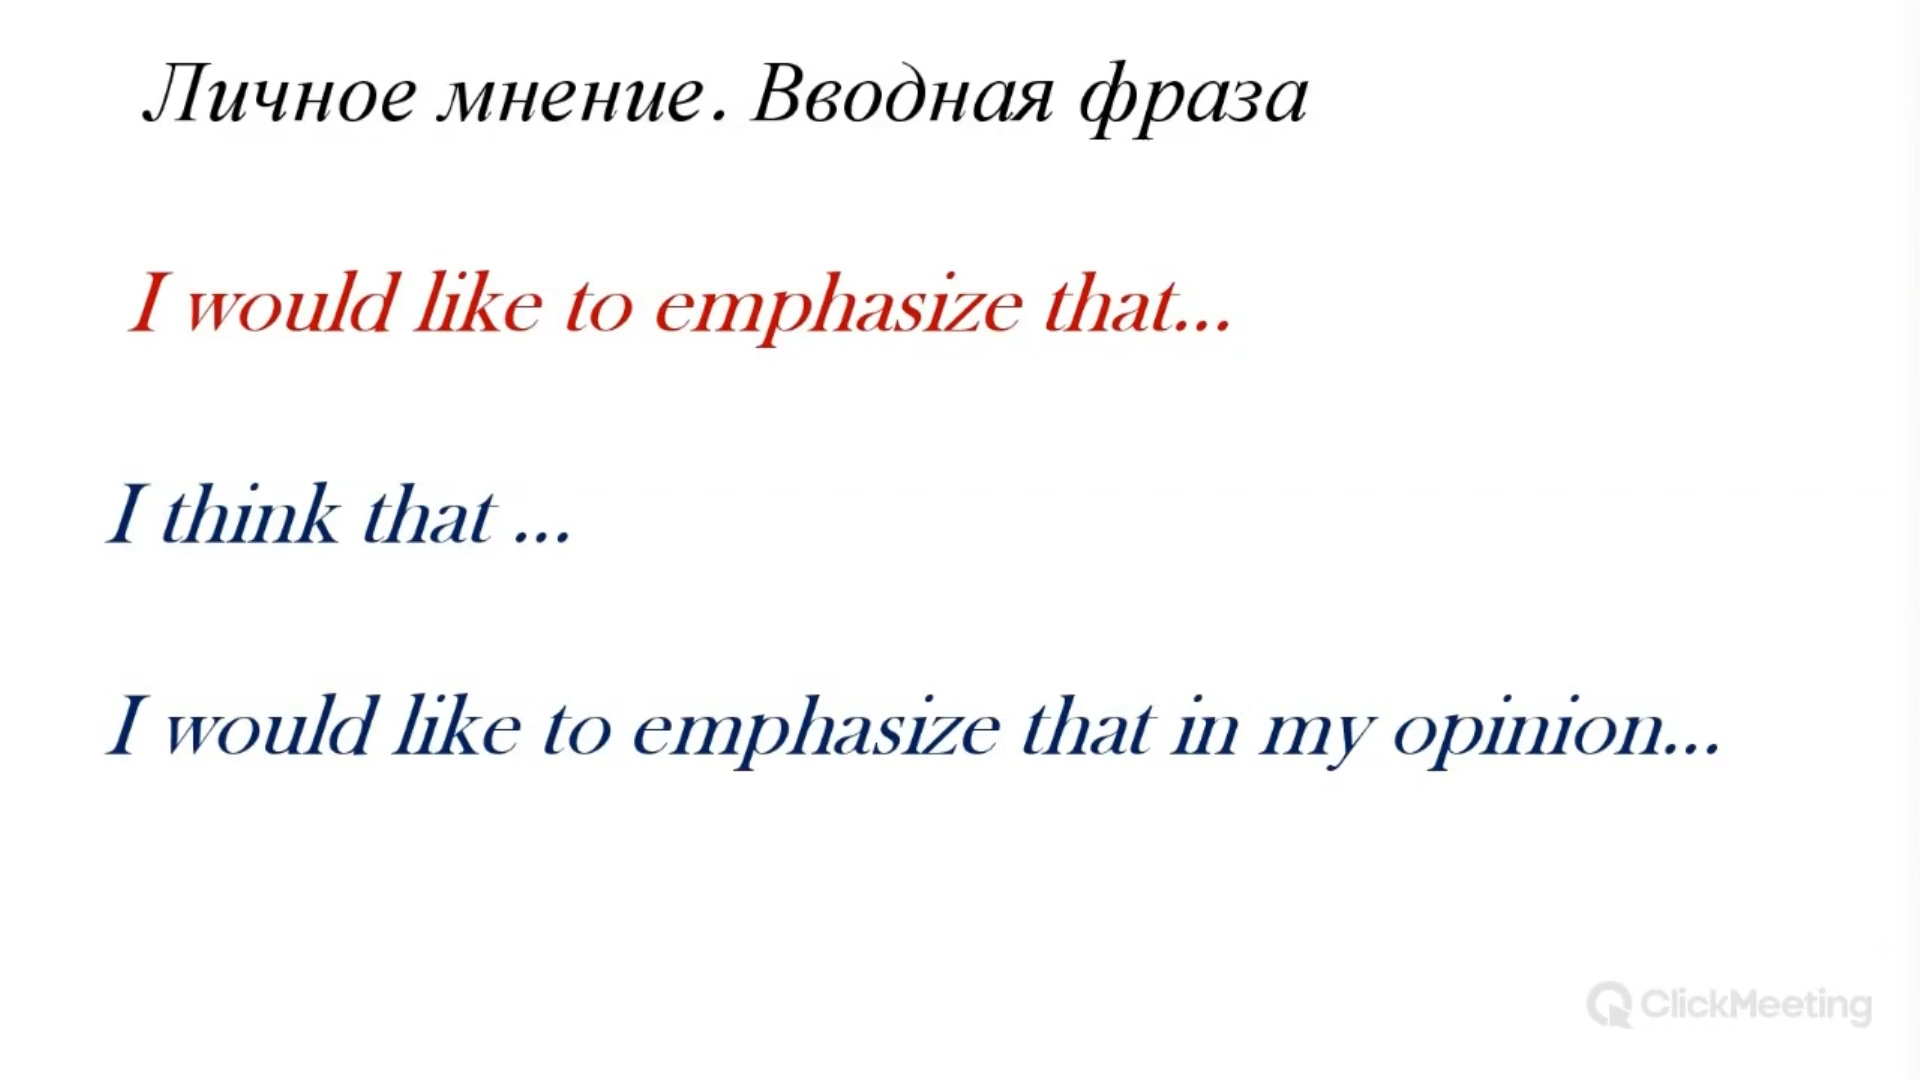 Личное мнение. Вводная фраза
I would like to emphasize that...
I think that ...
I would like to emphasize that in my opinion...
ClickMeeting